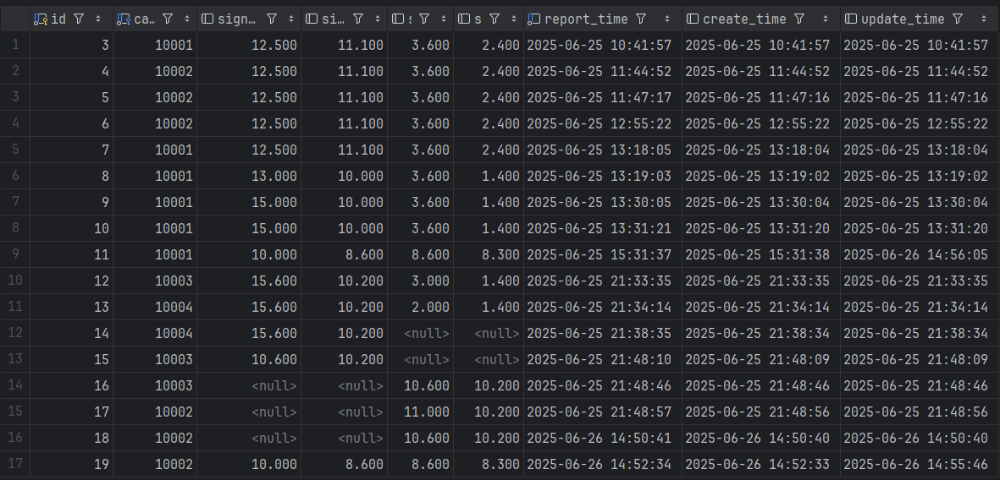 id ca… sign… si… s s report_time create_time update_time
1 3 10001 12.500 11.100 3.600 2.400 2025-06-25 10:41:57 2025-06-25 10:41:57 2025-06-25 10:41:57
2 4 10002 12.500 11.100 3.600 2.400 2025-06-25 11:44:52 2025-06-25 11:44:52 2025-06-25 11:44:52
3 5 10002 12.500 11.100 3.600 2.400 2025-06-25 11:47:17 2025-06-25 11:47:16 2025-06-25 11:47:16
4 6 10002 12.500 11.100 3.600 2.400 2025-06-25 12:55:22 2025-06-25 12:55:22 2025-06-25 12:55:22
5 7 10001 12.500 11.100 3.600 2.400 2025-06-25 13:18:05 2025-06-25 13:18:04 2025-06-25 13:18:04
6 8 10001 13.000 10.000 3.600 1.400 2025-06-25 13:19:03 2025-06-25 13:19:02 2025-06-25 13:19:02
7 9 10001 15.000 10.000 3.600 1.400 2025-06-25 13:30:05 2025-06-25 13:30:04 2025-06-25 13:30:04
8 10 10001 15.000 10.000 3.600 1.400 2025-06-25 13:31:21 2025-06-25 13:31:20 2025-06-25 13:31:20
9 11 10001 10.000 8.600 8.600 8.300 2025-06-25 15:31:37 2025-06-25 15:31:38 2025-06-26 14:56:05
10 12 10003 15.600 10.200 3.000 1.400 2025-06-25 21:33:35 2025-06-25 21:33:35 2025-06-25 21:33:35
11 13 10004 15.600 10.200 2.000 1.400 2025-06-25 21:34:14 2025-06-25 21:34:14 2025-06-25 21:34:14
12 14 10004 15.600 10.200 <null> <null> 2025-06-25 21:38:35 2025-06-25 21:38:34 2025-06-25 21:38:34
13 15 10003 10.600 10.200 <null> <null> 2025-06-25 21:48:10 2025-06-25 21:48:09 2025-06-25 21:48:09
14 16 10003 <null> <null> 10.600 10.200 2025-06-25 21:48:46 2025-06-25 21:48:46 2025-06-25 21:48:46
15 17 10002 <null> <null> 11.000 10.200 2025-06-25 21:48:57 2025-06-25 21:48:56 2025-06-25 21:48:56
16 18 10002 <null> <null> 10.600 10.200 2025-06-26 14:50:41 2025-06-26 14:50:40 2025-06-26 14:50:40
17 19 10002 10.000 8.600 8.600 8.300 2025-06-26 14:52:34 2025-06-26 14:52:33 2025-06-26 14:55:46